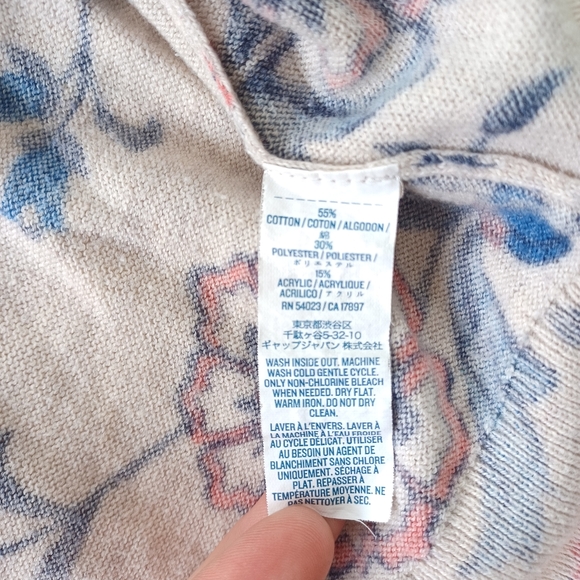 55%
COTTON / COTON / ALGODON /
綿
30%
POLYESTER / POLIESTER /
ポリエステル
15%
ACRYLIC / ACRYLIQUE /
ACRILICO / アクリル
RN 54023 / CA 17897
東京都渋谷区
千駄ヶ谷5-32-10
ギャップジャパン 株式会社
WASH INSIDE OUT. MACHINE
WASH COLD GENTLE CYCLE.
ONLY NON-CHLORINE BLEACH
WHEN NEEDED. DRY FLAT.
WARM IRON. DO NOT DRY
CLEAN.
LAVER À L'ENVERS. LAVER À
LA MACHINE À L'EAU FROIDE
AU CYCLE DÉLICAT. UTILISER
AU BESOIN UN AGENT DE
BLANCHIMENT SANS CHLORE
UNIQUEMENT. SÉCHAGE À
PLAT. REPASSER À
TEMPÉRATURE MOYENNE. NE
PAS NETTOYER À SEC.